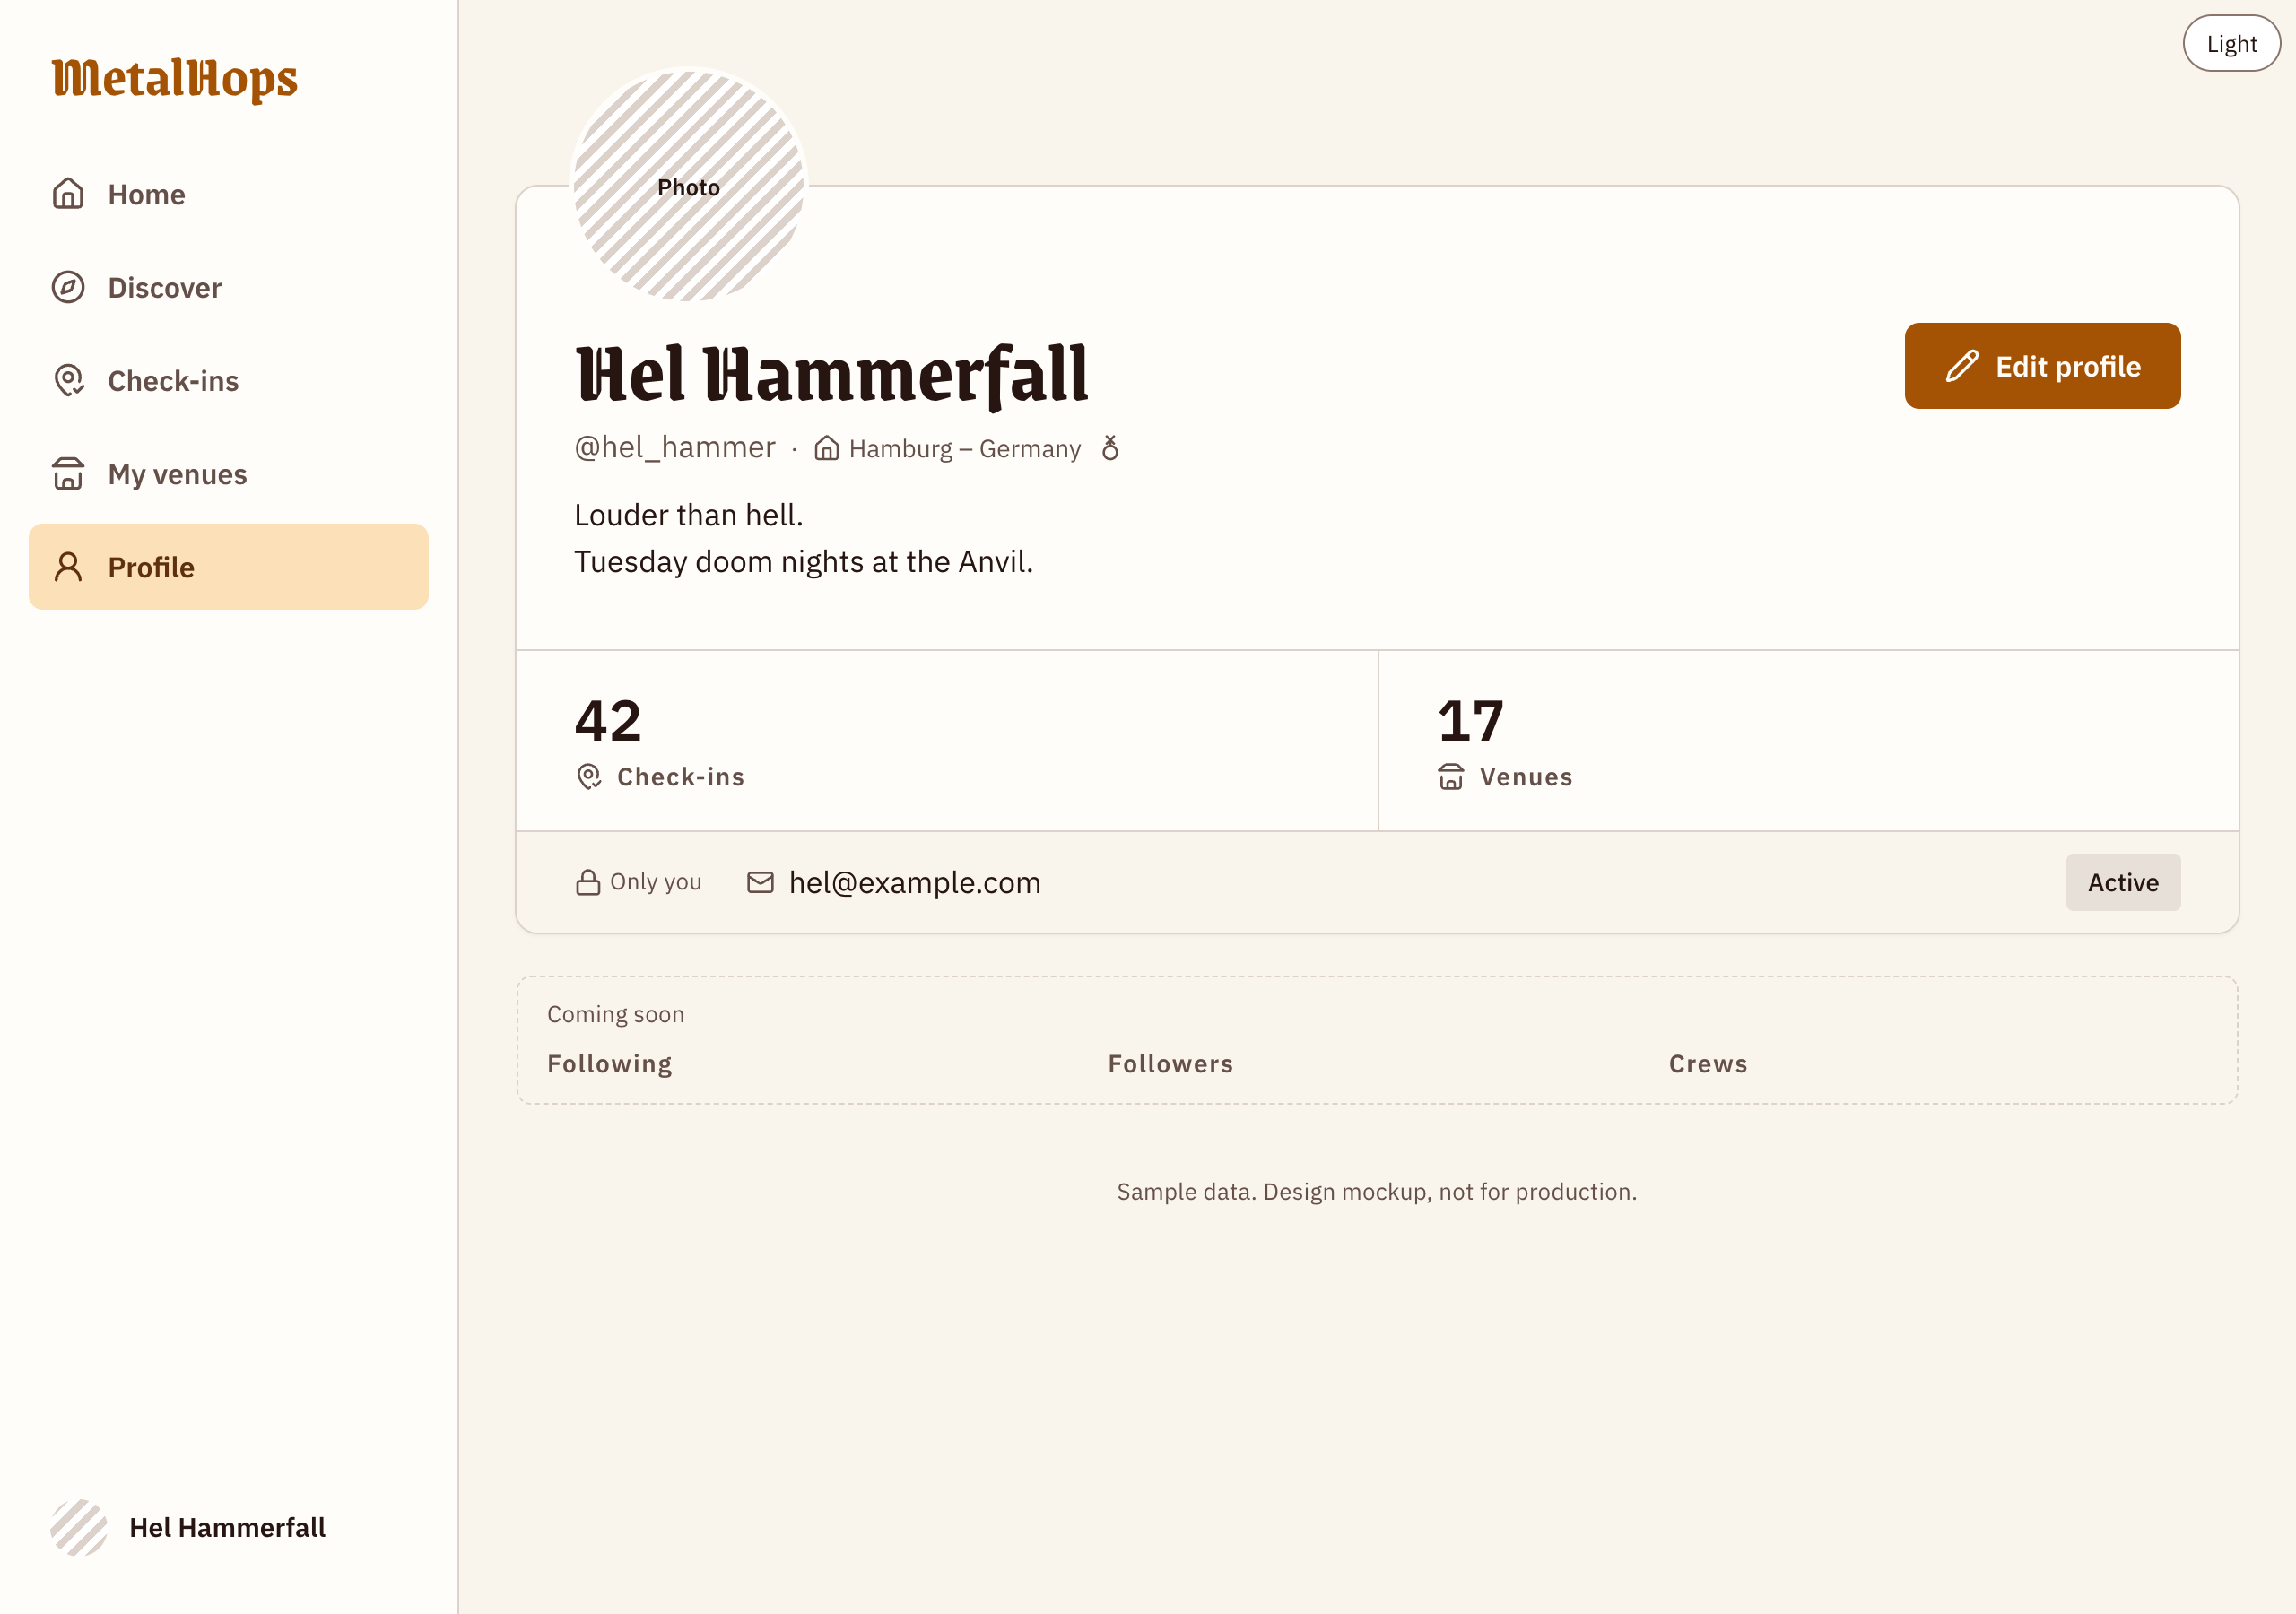 MetalHops
Home
Discover
Check-ins
My venues
Profile
Hel Hammerfall
Light
Photo
Hel Hammerfall
Edit profile
@hel_hammer · Hamburg – Germany
Louder than hell.
Tuesday doom nights at the Anvil.
42
Check-ins
17
Venues
Only you
hel@example.com
Active
Coming soon
Following
Followers
Crews
Sample data. Design mockup, not for production.